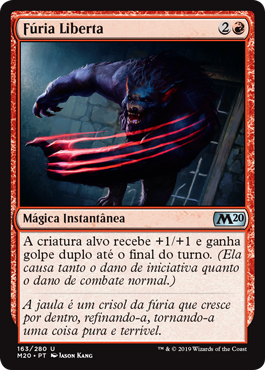 Fúria Liberta 2
Mágica Instantânea M20
A criatura alvo recebe +1/+1 e ganha
golpe duplo até o final do turno. (Ela
causa tanto o dano de iniciativa quanto
o dano de combate normal.)
A jaula é um crisol da fúria que cresce
por dentro, refinando-a, tornando-a
uma coisa pura e terrível.
163/280 U
M20 • PT Jason Kang
™ & © 2019 Wizards of the Coast